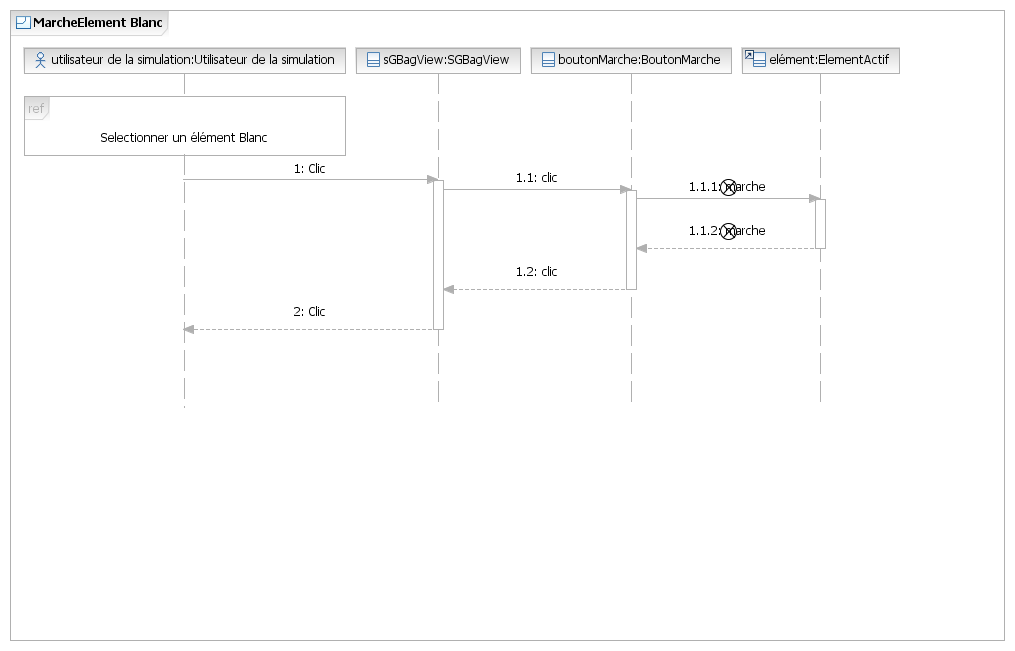 MarcheElement Blanc
utilisateur de la simulation:Utilisateur de la simulation
sGBagView:SGBagView
boutonMarche:BoutonMarche
elément:ElementActif
ref
Selectionner un élément Blanc
1: Clic
1.1: clic
1.1.1: marche
1.1.2: marche
1.2: clic
2: Clic